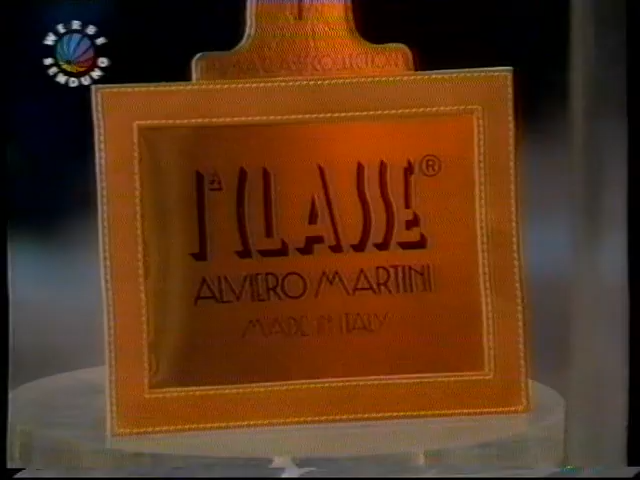 WERBE
SENDUNG
1ª CLASSE®
ALVIERO MARTINI
MADE IN ITALY